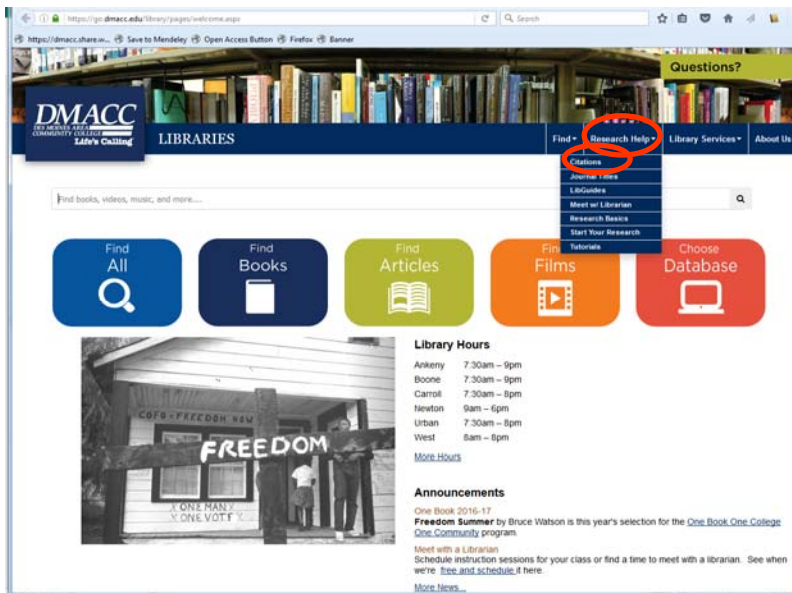 https://go.dmacc.edu/library/pages/welcome.aspx
Search
https://dmacc.share.w... Save to Mendeley Open Access Button Firefox Banner
Questions?
DMACC
DES MOINES AREA
COMMUNITY COLLEGE
Life's Calling
LIBRARIES
Find Research Help Library Services About Us
Citations
Journal Titles
LibGuides
Meet w/ Librarian
Research Basics
Start Your Research
Tutorials
Find books, videos, music, and more....
Find
All
Find
Books
Find
Articles
Find
Films
Choose
Database
COFO-FREEDOM NOW
FREEDOM
X ONE MAN X
X ONE VOTE X
Library Hours
Ankeny 7:30am – 9pm
Boone 7:30am – 9pm
Carroll 7:30am – 8pm
Newton 9am – 6pm
Urban 7:30am – 8pm
West 8am – 8pm
More Hours
Announcements
One Book 2016-17
Freedom Summer by Bruce Watson is this year's selection for the One Book One College
One Community program.
Meet with a Librarian
Schedule instruction sessions for your class or find a time to meet with a librarian. See when
we're free and schedule it here.
More News...